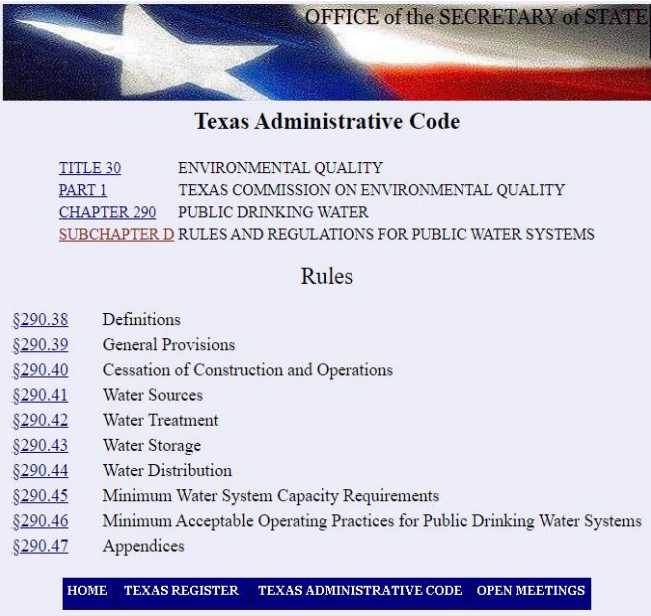 OFFICE of the SECRETARY of STATE
Texas Administrative Code
TITLE 30 ENVIRONMENTAL QUALITY
PART 1 TEXAS COMMISSION ON ENVIRONMENTAL QUALITY
CHAPTER 290 PUBLIC DRINKING WATER
SUBCHAPTER D RULES AND REGULATIONS FOR PUBLIC WATER SYSTEMS
Rules
§290.38 Definitions
§290.39 General Provisions
§290.40 Cessation of Construction and Operations
§290.41 Water Sources
§290.42 Water Treatment
§290.43 Water Storage
§290.44 Water Distribution
§290.45 Minimum Water System Capacity Requirements
§290.46 Minimum Acceptable Operating Practices for Public Drinking Water Systems
§290.47 Appendices
HOME TEXAS REGISTER TEXAS ADMINISTRATIVE CODE OPEN MEETINGS